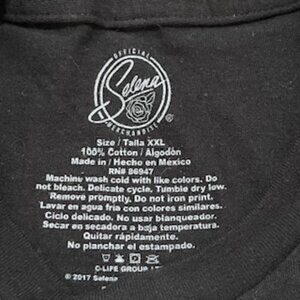 OFFICIAL
Selena
MERCHANDISE
®
Size / Talla XXL
100% Cotton / Algodón
Made in / Hecho en México
RN# 86947
Machine wash cold with like colors. Do
not bleach. Delicate cycle. Tumble dry low.
Remove promptly. Do not iron print.
Lavar en agua fría con colores similares.
Ciclo delicado. No usar blanqueador.
Secar en secadora a baja temperatura.
Quitar rápidamente.
No planchar el estampado.
C-LIFE GROUP
© 2017 Selena